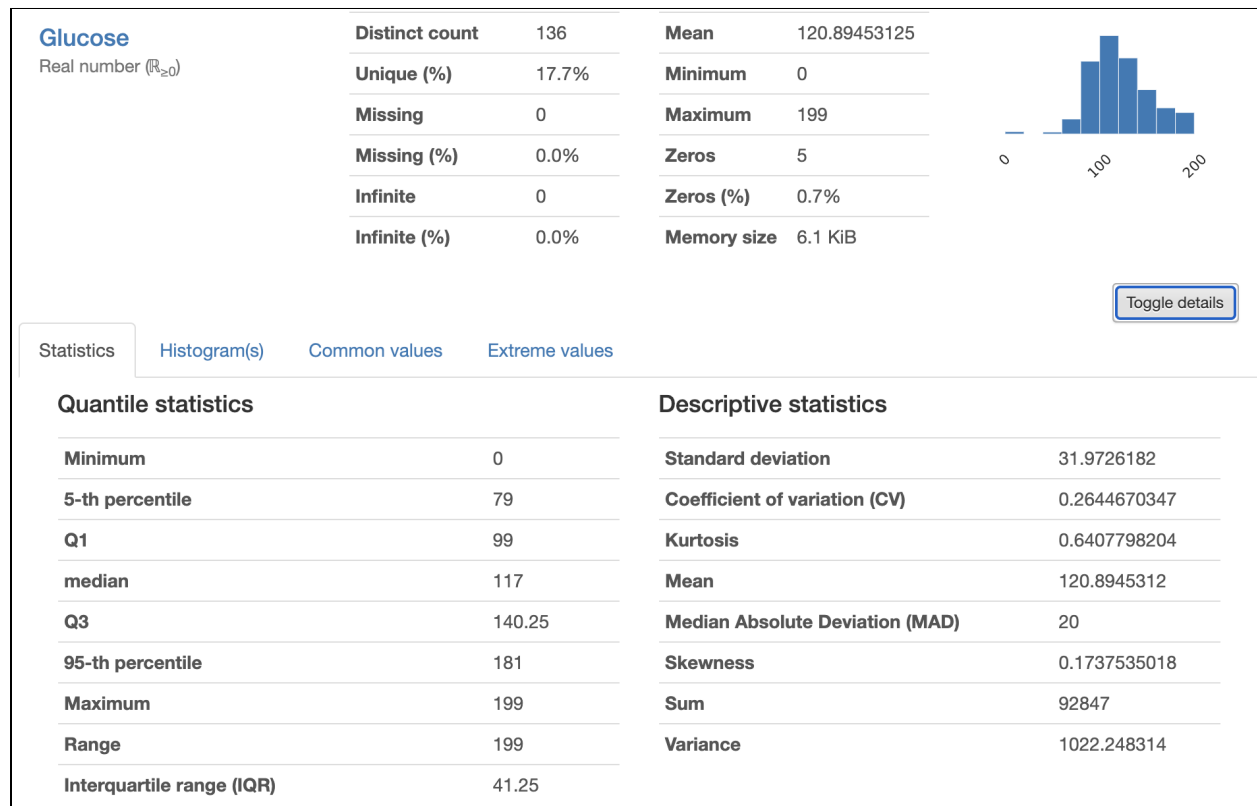 Glucose
Real number (ℝ≥0)
Distinct count 136
Unique (%) 17.7%
Missing 0
Missing (%) 0.0%
Infinite 0
Infinite (%) 0.0%
Mean 120.89453125
Minimum 0
Maximum 199
Zeros 5
Zeros (%) 0.7%
Memory size 6.1 KiB
0 100 200
Toggle details
Statistics Histogram(s) Common values Extreme values
Quantile statistics
Minimum 0
5-th percentile 79
Q1 99
median 117
Q3 140.25
95-th percentile 181
Maximum 199
Range 199
Interquartile range (IQR) 41.25
Descriptive statistics
Standard deviation 31.9726182
Coefficient of variation (CV) 0.2644670347
Kurtosis 0.6407798204
Mean 120.8945312
Median Absolute Deviation (MAD) 20
Skewness 0.1737535018
Sum 92847
Variance 1022.248314